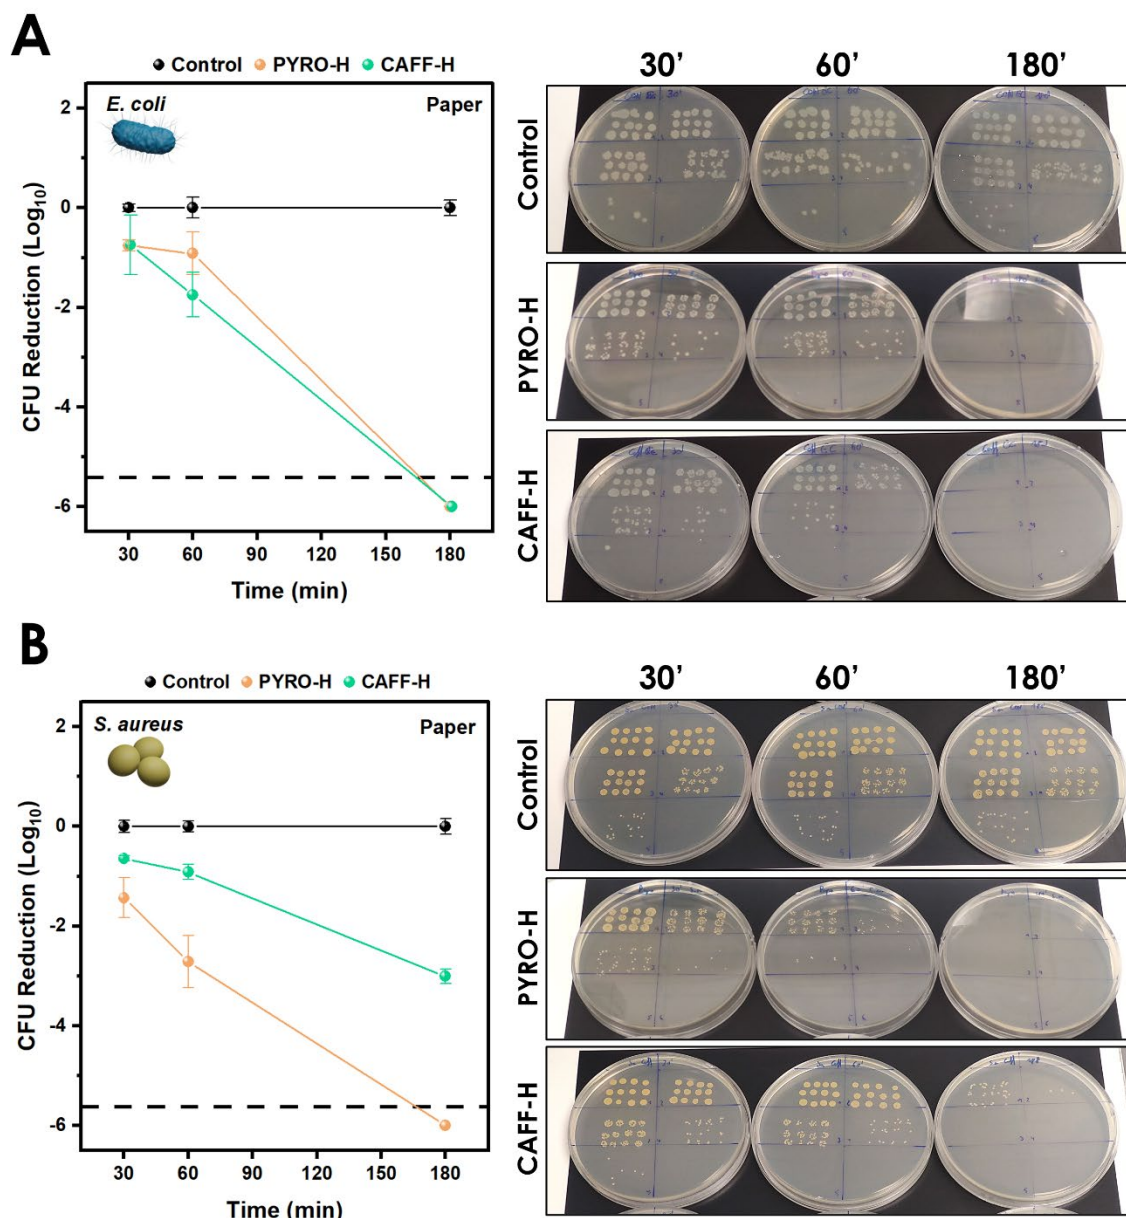 A
Control PYRO-H CAFF-H
E. coli
Paper
CFU Reduction (Log10)
2
0
-2
-4
-6
30 60 90 120 150 180
Time (min)
30’ 60’ 180’
Control
PYRO-H
CAFF-H
B
Control PYRO-H CAFF-H
S. aureus
Paper
CFU Reduction (Log10)
2
0
-2
-4
-6
30 60 90 120 150 180
Time (min)
30’ 60’ 180’
Control
PYRO-H
CAFF-H